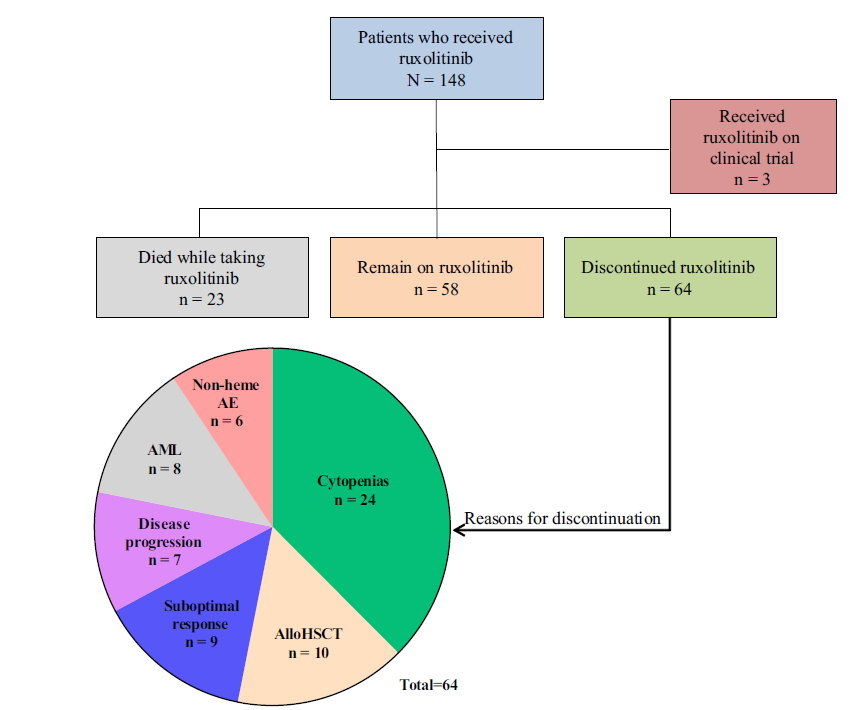 Patients who received
ruxolitinib
N = 148
Received
ruxolitinib on
clinical trial
n = 3
Died while taking
ruxolitinib
n = 23
Remain on ruxolitinib
n = 58
Discontinued ruxolitinib
n = 64
Non-heme
AE
n = 6
AML
n = 8
Cytopenias
n = 24
Reasons for discontinuation
Disease
progression
n = 7
Suboptimal
response
n = 9
AlloHSCT
n = 10
Total=64